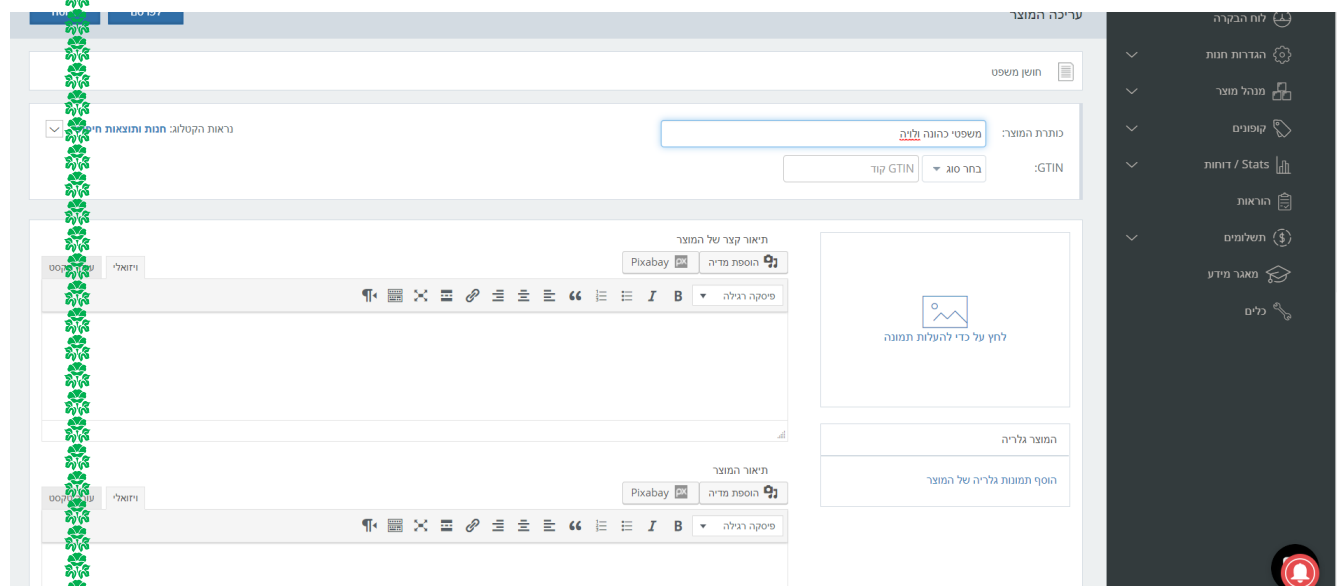 עריכה המוצר
לפרסם
לוח הבקרה
הגדרות חנות
מנהל מוצר
קופונים
Stats / דוחות
הוראות
תשלומים
מאגר מידע
כלים
חושן משפט
כותרת המוצר:
משפטי כהונה ולויה
נראות הקטלוג: חנות ותוצאות
GTIN:
בחר סוג
GTIN קוד
לחץ על כדי להעלות תמונה
המוצר גלריה
הוסף תמונות גלריה של המוצר
תיאור קצר של המוצר
הוספת מדיה
Pixabay
ויזואלי
פיסקה רגילה
תיאור המוצר
הוספת מדיה
Pixabay
ויזואלי
פיסקה רגילה